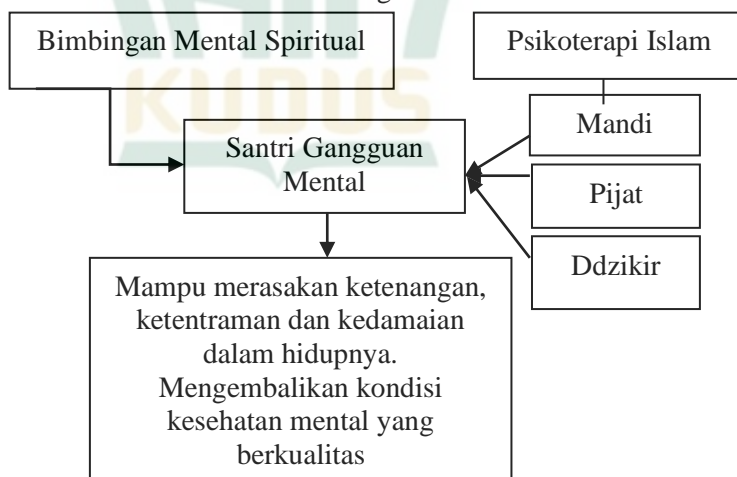 Bimbingan Mental Spiritual
Psikoterapi Islam
KUDUS
Mandi
Santri Gangguan
Mental
Pijat
Ddzikir
Mampu merasakan ketenangan,
ketentraman dan kedamaian
dalam hidupnya.
Mengembalikan kondisi
kesehatan mental yang
berkualitas